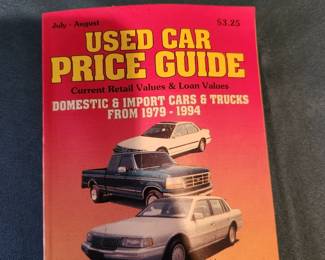 July - August $3.25
USED CAR
PRICE GUIDE
Current Retail Values & Loan Values
DOMESTIC & IMPORT CARS & TRUCKS
FROM 1979 - 1994